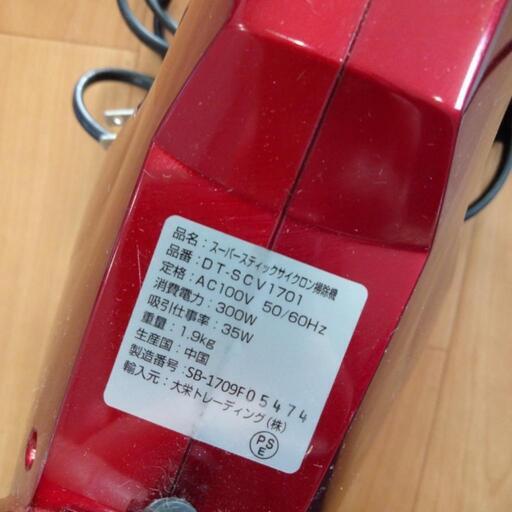 品名：スーパースティックサイクロン掃除機
品番：DT-SCV1701
定格：AC100V 50/60Hz
消費電力：300W
吸引仕事率：35W
重量：1.9kg
生産国：中国
製造番号：SB-1709F05474
輸入元：大栄トレーディング(株)
PSE